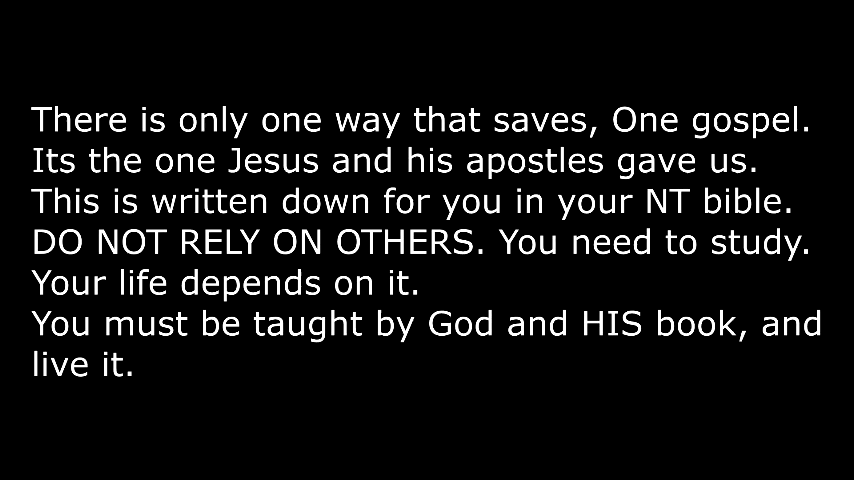 There is only one way that saves, One gospel.
Its the one Jesus and his apostles gave us.
This is written down for you in your NT bible.
DO NOT RELY ON OTHERS. You need to study.
Your life depends on it.
You must be taught by God and HIS book, and
live it.